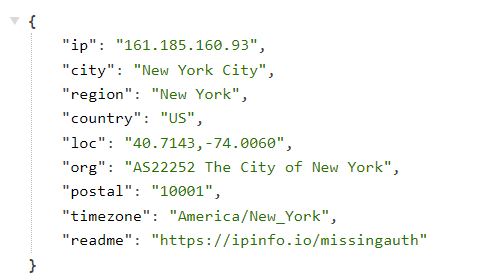 {
"ip": "161.185.160.93",
"city": "New York City",
"region": "New York",
"country": "US",
"loc": "40.7143,-74.0060",
"org": "AS22252 The City of New York",
"postal": "10001",
"timezone": "America/New_York",
"readme": "https://ipinfo.io/missingauth"
}